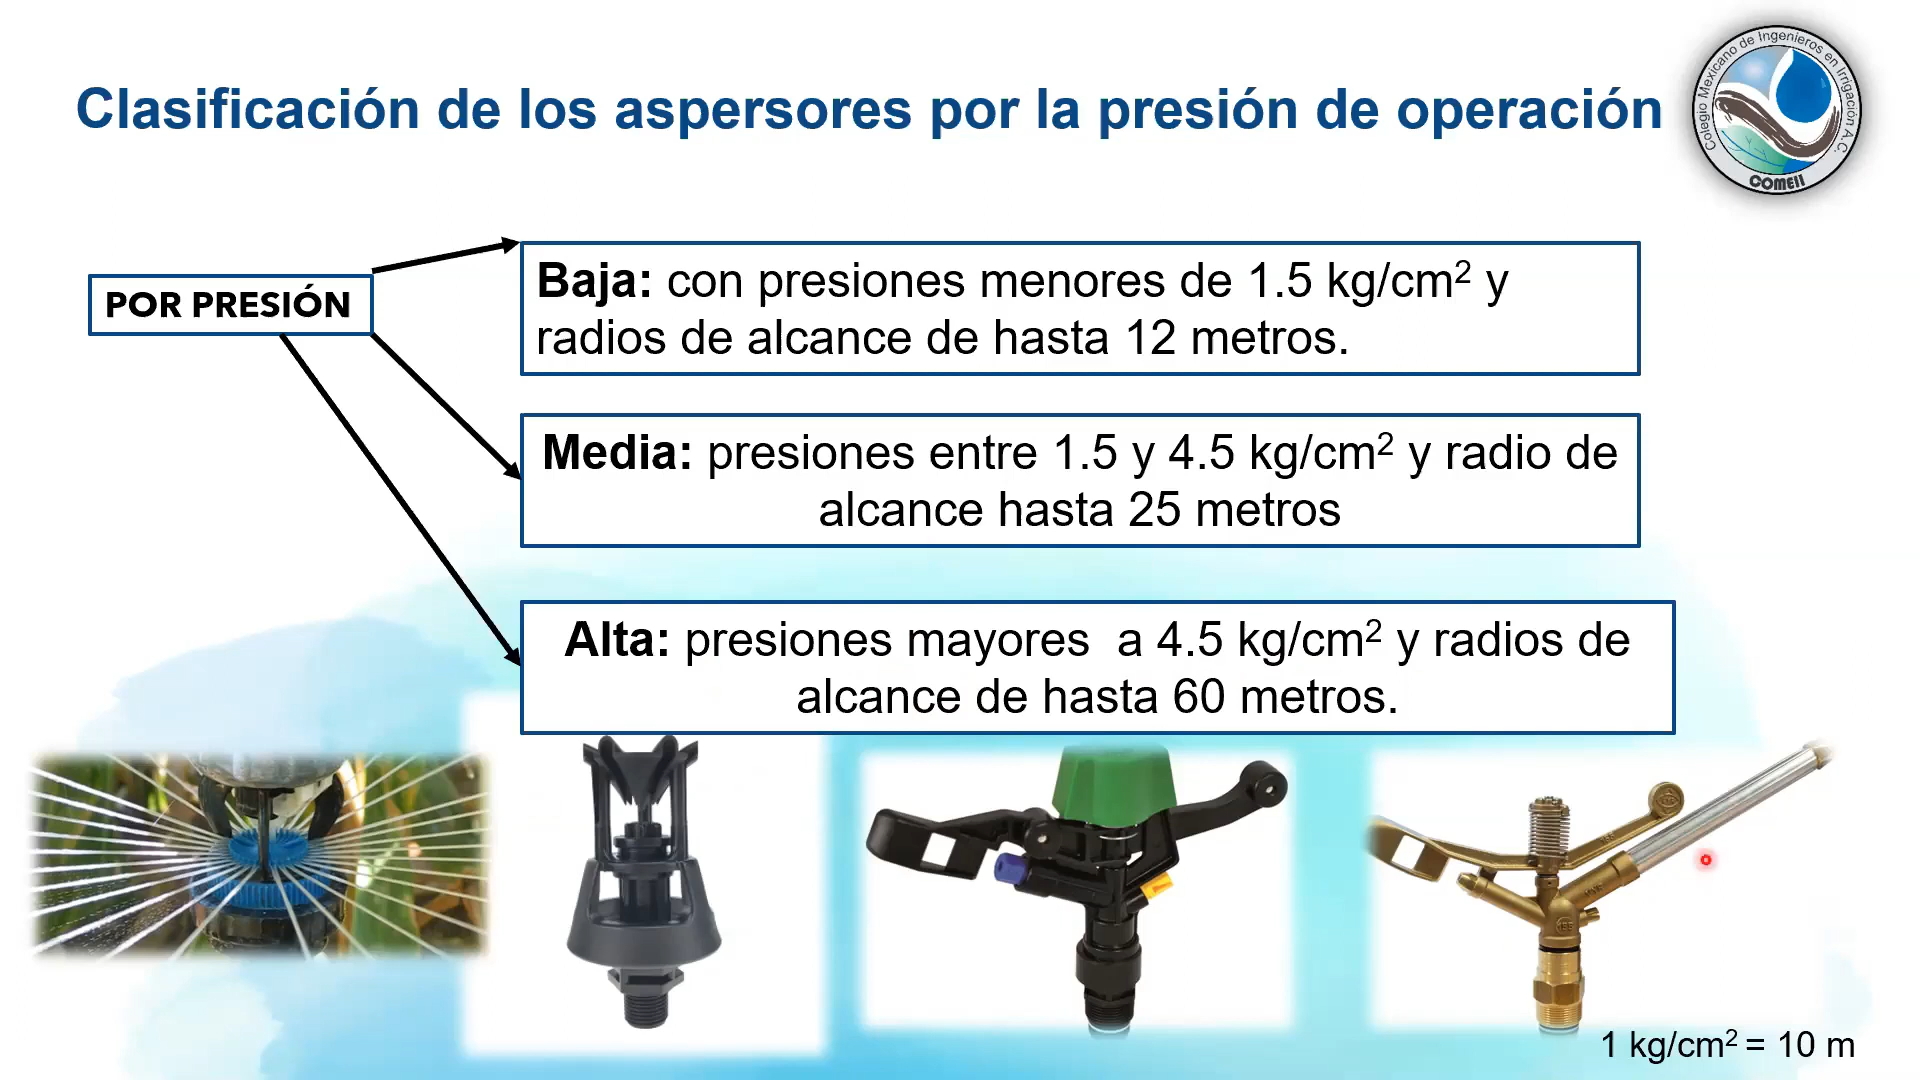 Clasificación de los aspersores por la presión de operación
Colegio Mexicano de Ingenieros en Irrigación A.C.
COMEII
POR PRESIÓN
Baja: con presiones menores de 1.5 kg/cm² y
radios de alcance de hasta 12 metros.
Media: presiones entre 1.5 y 4.5 kg/cm² y radio de
alcance hasta 25 metros
Alta: presiones mayores  a 4.5 kg/cm² y radios de
alcance de hasta 60 metros.
1 kg/cm² = 10 m